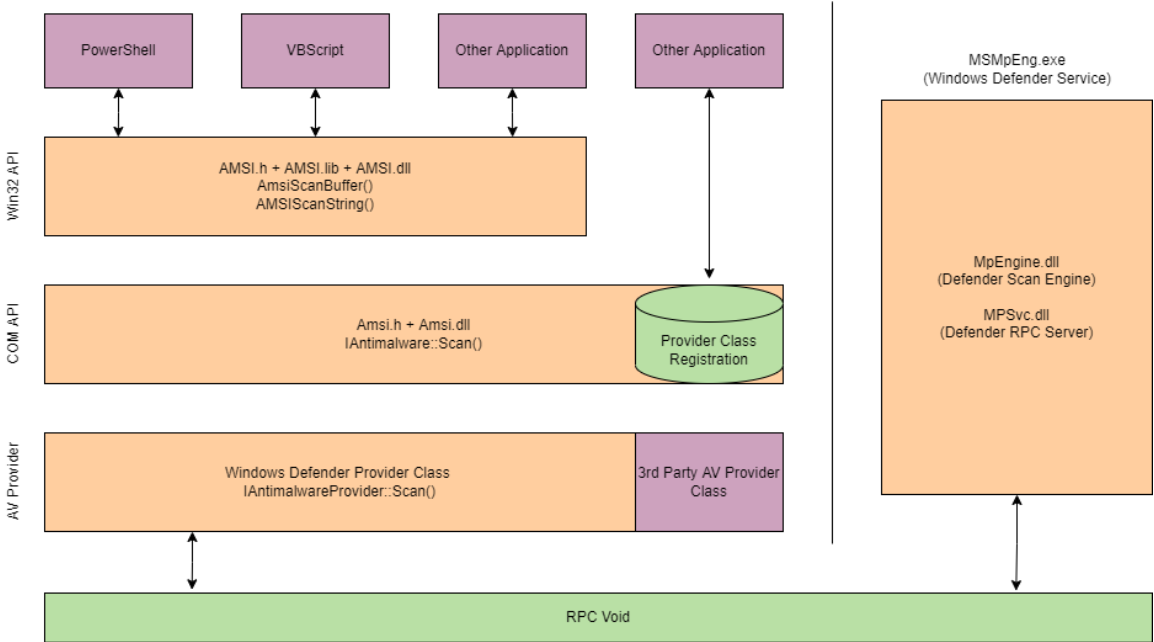 PowerShell
VBScript
Other Application
Other Application
MSMpEng.exe
(Windows Defender Service)
Win32 API
AMSI.h + AMSI.lib + AMSI.dll
AmsiScanBuffer()
AMSIScanString()
COM API
Amsi.h + Amsi.dll
IAntimalware::Scan()
Provider Class
Registration
MpEngine.dll
(Defender Scan Engine)
MPSvc.dll
(Defender RPC Server)
AV Provider
Windows Defender Provider Class
IAntimalwareProvider::Scan()
3rd Party AV Provider
Class
RPC Void